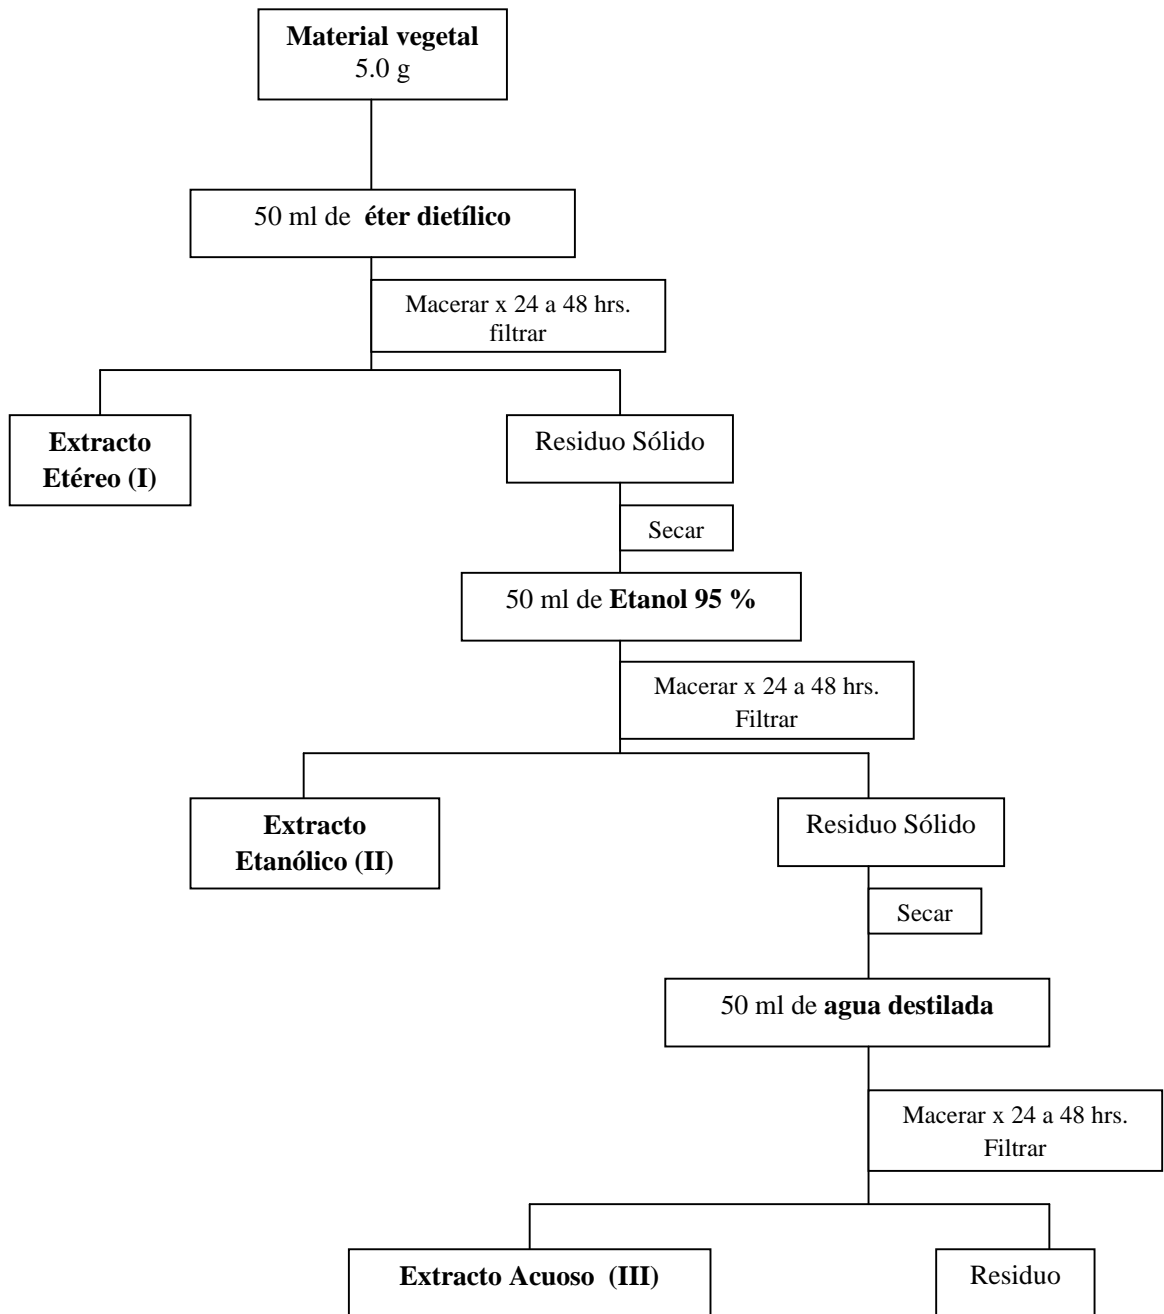 Material vegetal
5.0 g
50 ml de éter dietílico
Macerar x 24 a 48 hrs.
filtrar
Extracto
Etéreo (I)
Residuo Sólido
Secar
50 ml de Etanol 95 %
Macerar x 24 a 48 hrs.
Filtrar
Extracto
Etanólico (II)
Residuo Sólido
Secar
50 ml de agua destilada
Macerar x 24 a 48 hrs.
Filtrar
Extracto Acuoso (III)
Residuo